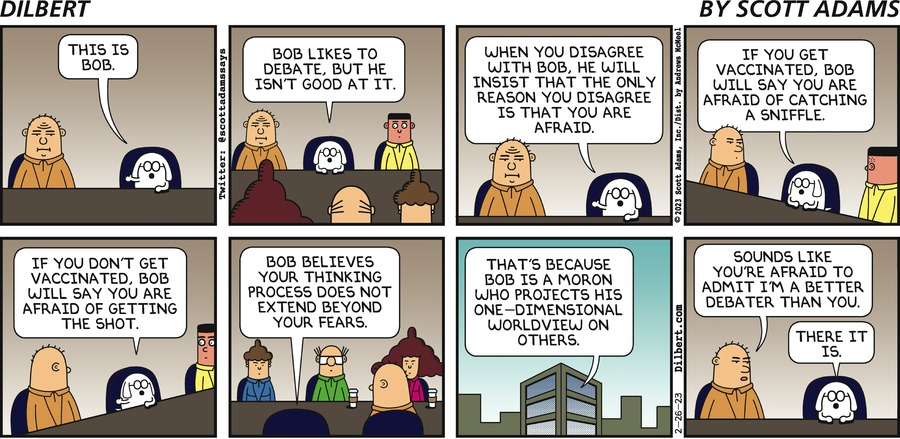 DILBERT
BY SCOTT ADAMS
THIS IS
BOB.
Twitter: @scottadamssays
BOB LIKES TO
DEBATE, BUT HE
ISN'T GOOD AT IT.
WHEN YOU DISAGREE
WITH BOB, HE WILL
INSIST THAT THE ONLY
REASON YOU DISAGREE
IS THAT YOU ARE
AFRAID.
© 2023 Scott Adams, Inc./Dist. by Andrews McMeel
IF YOU GET
VACCINATED, BOB
WILL SAY YOU ARE
AFRAID OF CATCHING
A SNIFFLE.
IF YOU DON'T GET
VACCINATED, BOB
WILL SAY YOU ARE
AFRAID OF GETTING
THE SHOT.
BOB BELIEVES
YOUR THINKING
PROCESS DOES NOT
EXTEND BEYOND
YOUR FEARS.
THAT'S BECAUSE
BOB IS A MORON
WHO PROJECTS HIS
ONE-DIMENSIONAL
WORLDVIEW ON
OTHERS.
2-26-23 Dilbert.com
SOUNDS LIKE
YOU'RE AFRAID TO
ADMIT I'M A BETTER
DEBATER THAN YOU.
THERE IT
IS.